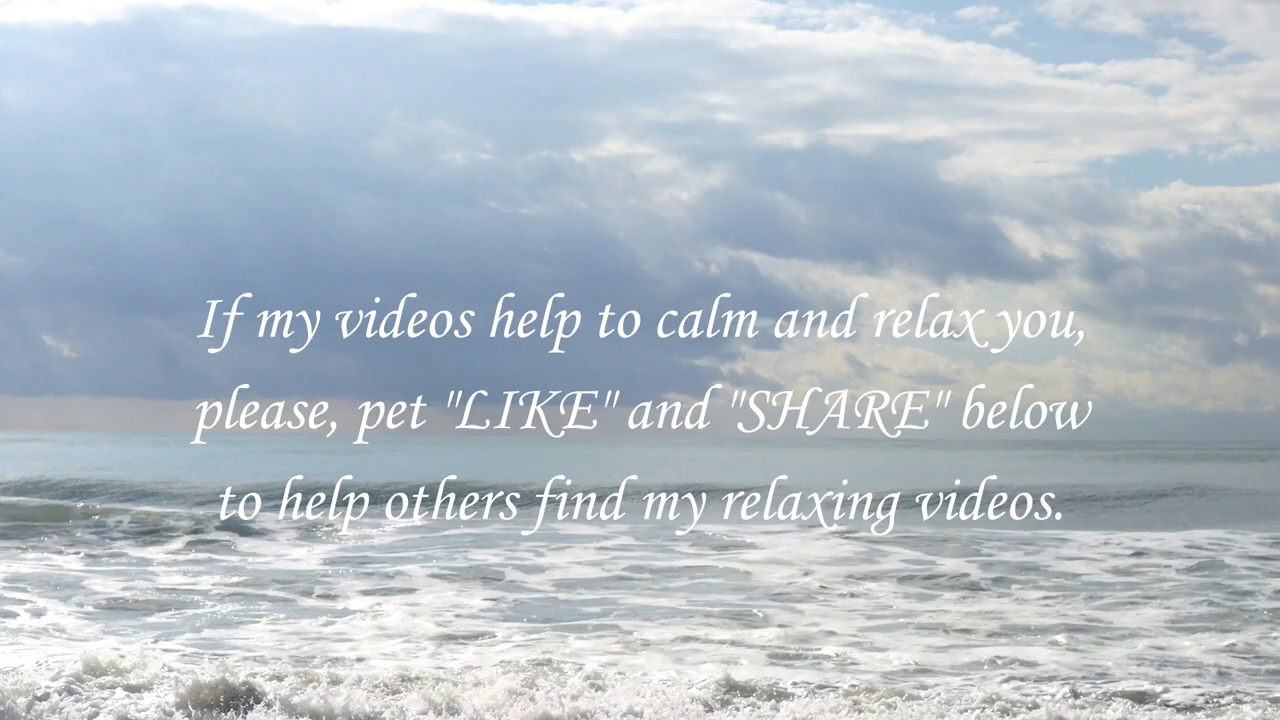 If my videos help to calm and relax you,
please, pet "LIKE" and "SHARE" below
to help others find my relaxing videos.